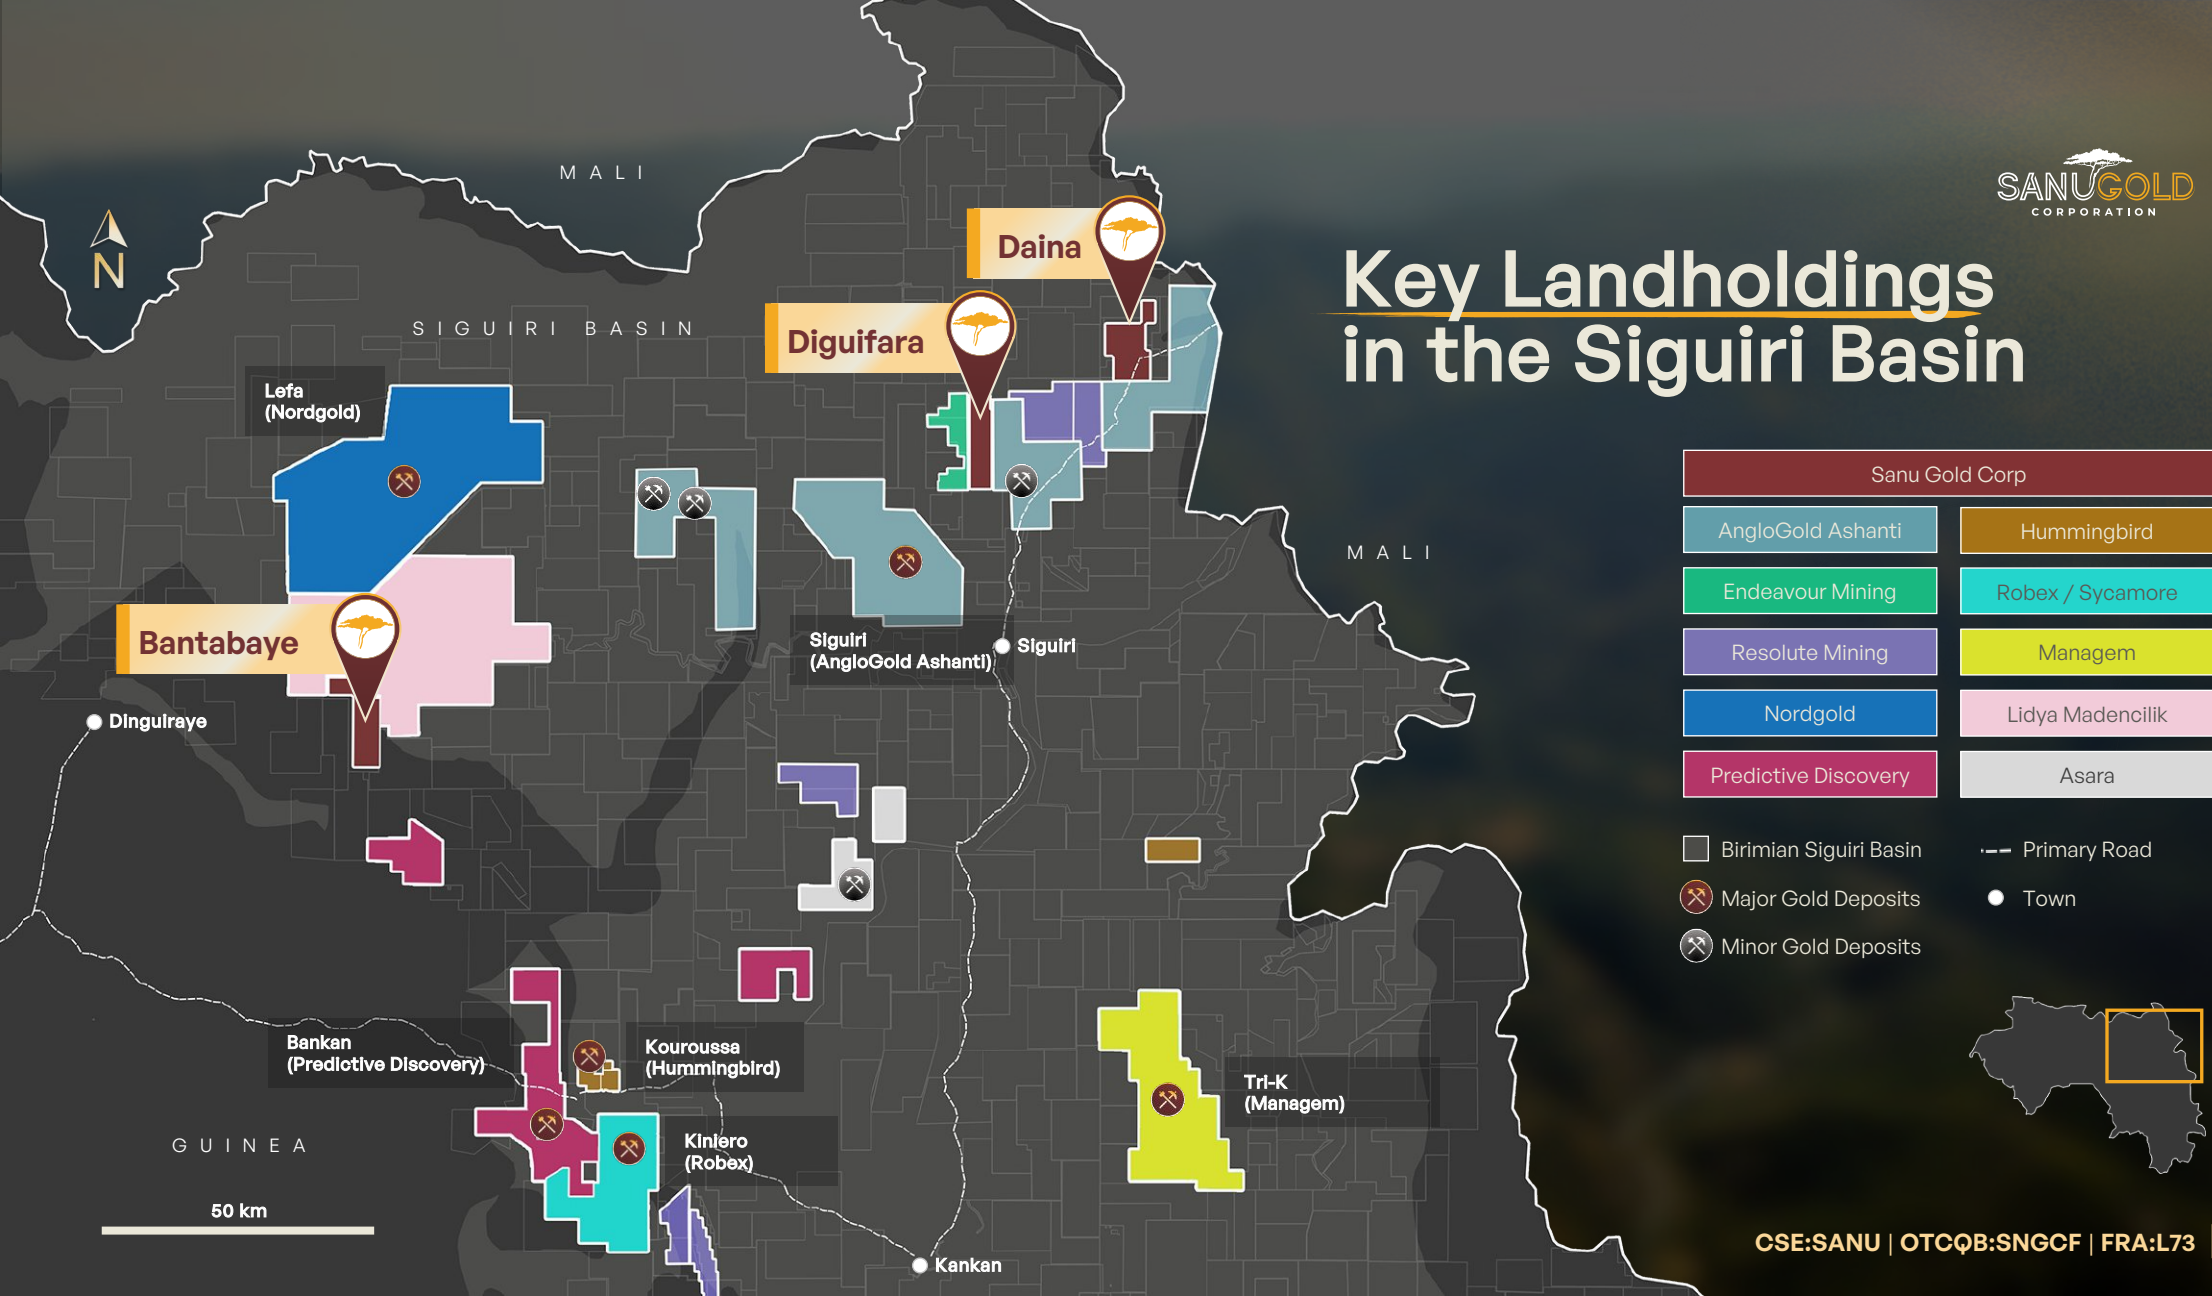 MALI
SANUGOLD
CORPORATION
N
Daina
Key Landholdings
in the Siguiri Basin
SIGUIRI BASIN
Diguifara
Lefa
(Nordgold)
Sanu Gold Corp
AngloGold Ashanti
Hummingbird
MALI
Endeavour Mining
Robex / Sycamore
Bantabaye
Siguiri
(AngloGold Ashanti)
Siguiri
Resolute Mining
Managem
Dinguiraye
Nordgold
Lidya Madencilik
Predictive Discovery
Asara
Birimian Siguiri Basin
Primary Road
Major Gold Deposits
Town
Minor Gold Deposits
Bankan
(Predictive Discovery)
Kouroussa
(Hummingbird)
Tri-K
(Managem)
GUINEA
Kiniero
(Robex)
50 km
Kankan
CSE:SANU | OTCQB:SNGCF | FRA:L73